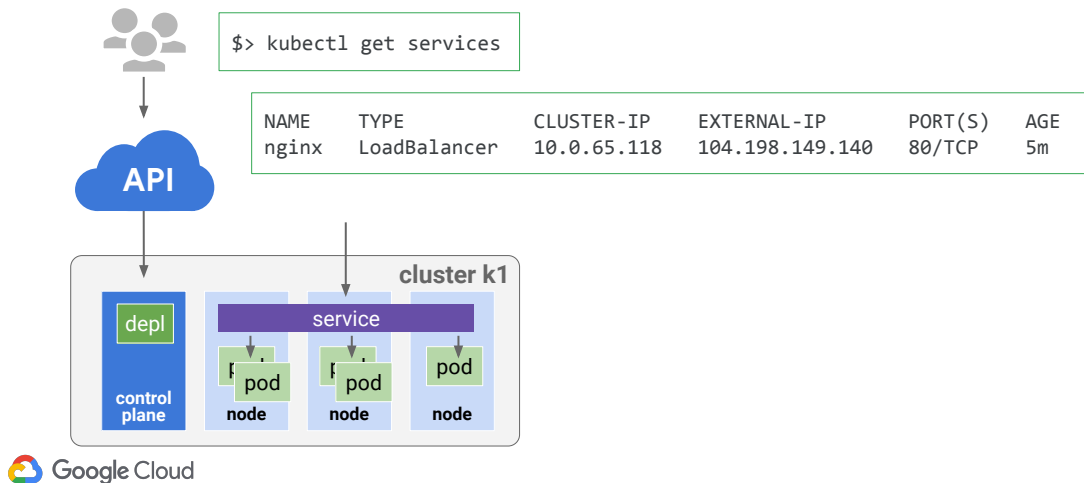 $> kubectl get services
NAME TYPE CLUSTER-IP EXTERNAL-IP PORT(S) AGE
nginx LoadBalancer 10.0.65.118 104.198.149.140 80/TCP 5m
API
cluster k1
depl
service
pod
pod
pod
pod
pod
control
plane
node
node
node
Google Cloud